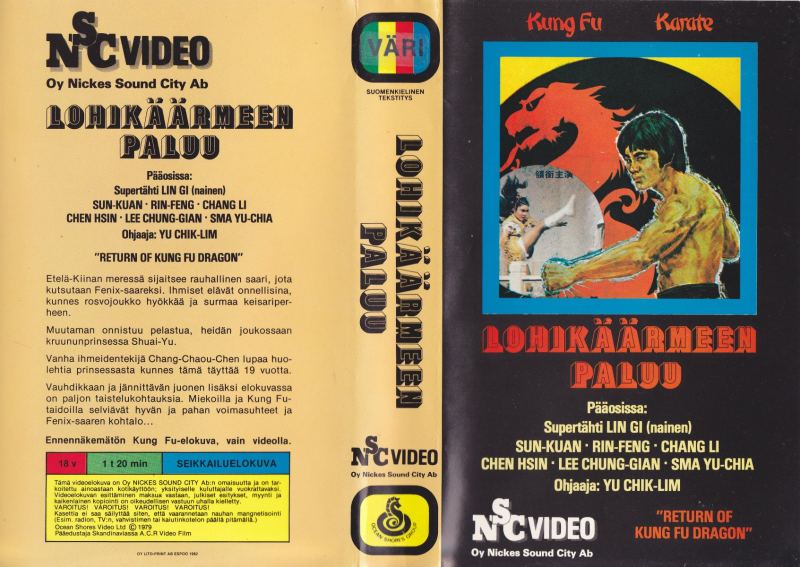 NSC VIDEO
Oy Nickes Sound City Ab
LOHIKÄÄRMEEN
PALUU
Pääosissa:
Supertähti LIN GI (nainen)
SUN-KUAN · RIN-FENG · CHANG LI
CHEN HSIN · LEE CHUNG-GIAN · SMA YU-CHIA
Ohjaaja: YU CHIK-LIM
"RETURN OF KUNG FU DRAGON"
Etelä-Kiinan meressä sijaitsee rauhallinen saari, jota
kutsutaan Fenix-saareksi. Ihmiset elävät onnellisina,
kunnes rosvojoukko hyökkää ja surmaa keisariper-
heen.
Muutaman onnistuu pelastua, heidän joukossaan
kruununprinsessa Shuai-Yu.
Vanha ihmeidentekijä Chang-Chaou-Chen lupaa huo-
lehtia prinsessasta kunnes tämä täyttää 19 vuotta.
Vauhdikkaan ja jännittävän juonen lisäksi elokuvassa
on paljon taistelukohtauksia. Miekoilla ja Kung Fu-
taidoilla selviävät hyvän ja pahan voimasuhteet ja
Fenix-saaren kohtalo...
Ennennäkemätön Kung Fu-elokuva, vain videolla.
18 v
1 t 20 min
SEIKKAILUELOKUVA
Tämä videoelokuva on Oy NICKES SOUND CITY Ab:n omaisuutta ja on tar-
koitettu ainoastaan kotikäyttöön; yksityiselle kuluttajalle vuokrattavaksi.
Videoelokuvan esittäminen maksua vastaan, julkiset esitykset, myynti ja
kaikenlainen kopiointi on oikeudellisen vastuun uhalla kielletty.
VAROITUS! VAROITUS! VAROITUS! VAROITUS!
Kasettia ei saa säilyttää siten, että vaarannetaan nauhan magnetisointi
(Esim. radion, TV:n, vahvistimen tai kaiutinkotelon päällä pitämällä.)
Ocean Shores Video Ltd © 1979
Pääedustaja Skandinaviassa A.C.R Video Film
OY LITO-PRINT AB ESPOO 1982
VÄRI
SUOMENKIELINEN
TEKSTITYS
LOHIKÄÄRMEEN
PALUU
NSC VIDEO
Oy Nickes Sound City Ab
OCEAN SHORES GROUP
Kung Fu Karate
領銜主演
LOHIKÄÄRMEEN
PALUU
Pääosissa:
Supertähti LIN GI (nainen)
SUN-KUAN · RIN-FENG · CHANG LI
CHEN HSIN · LEE CHUNG-GIAN · SMA YU-CHIA
Ohjaaja: YU CHIK-LIM
NSC VIDEO
Oy Nickes Sound City Ab
"RETURN OF
KUNG FU DRAGON"